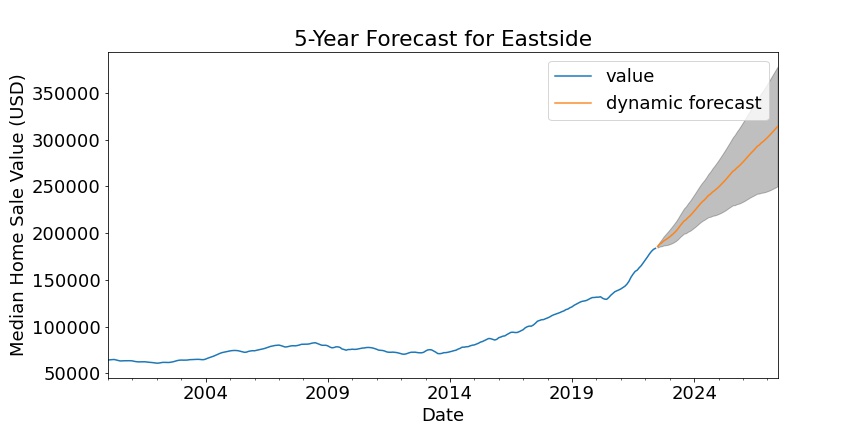 5-Year Forecast for Eastside
value
dynamic forecast
Median Home Sale Value (USD)
350000
300000
250000
200000
150000
100000
50000
2004 2009 2014 2019 2024
Date